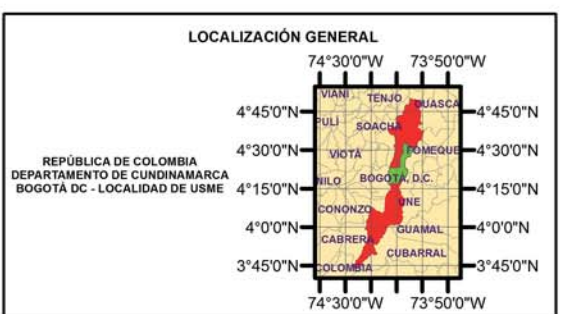 LOCALIZACIÓN GENERAL
74°30'0"W 73°50'0"W
VIANI TENJO GUASCA
4°45'0"N 4°45'0"N
PULÍ SOACHA
4°30'0"N VIOTÀ FOMEQUE 4°30'0"N
REPÚBLICA DE COLOMBIA
DEPARTAMENTO DE CUNDINAMARCA
BOGOTÀ DC - LOCALIDAD DE USME
NILO BOGOTÁ, D.C.
4°15'0"N 4°15'0"N
CONONZO UNE
4°0'0"N GUAMAL 4°0'0"N
CABRERA CUBARRAL
3°45'0"N COLOMBIA 3°45'0"N
74°30'0"W 73°50'0"W